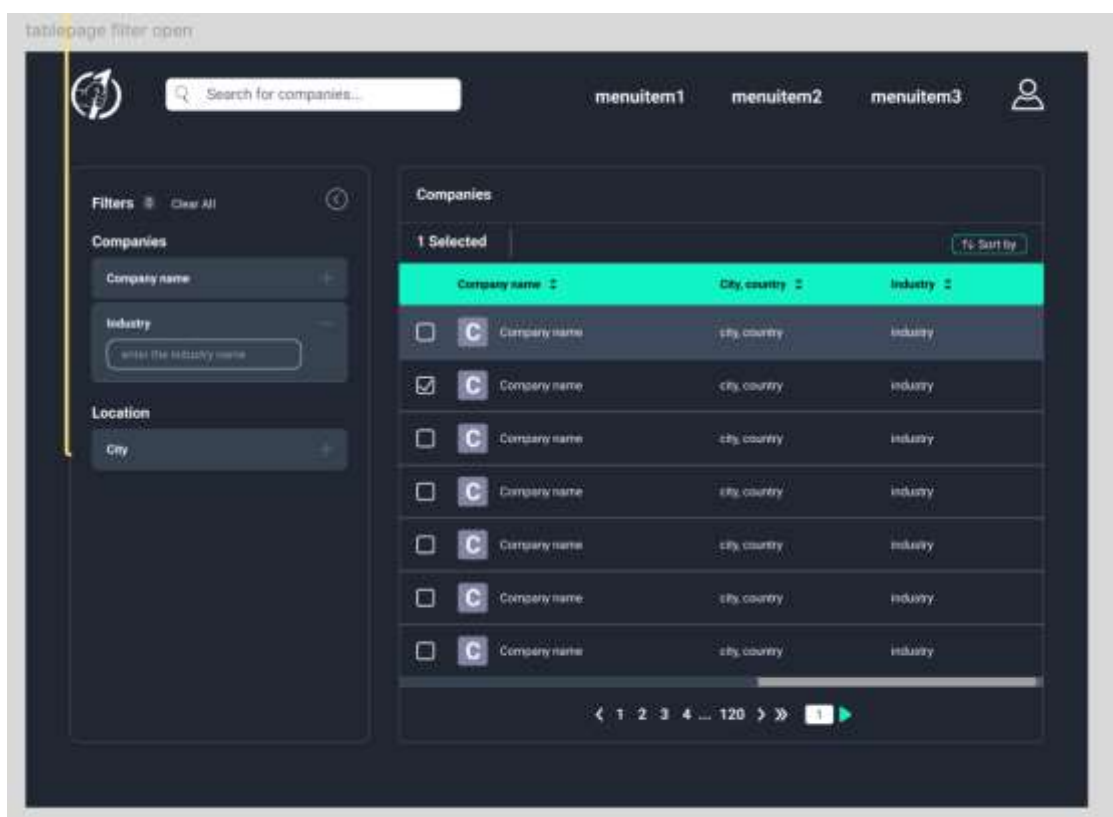 tablepage filter open
Search for companies...
menuitem1 menuitem2 menuitem3
Filters Clear All
Companies
Company name
Industry
enter the industry name
Location
City
Companies
1 Selected
Sort by
Company name City, country Industry
C Company name city, country industry
C Company name city, country industry
C Company name city, country industry
C Company name city, country industry
C Company name city, country industry
C Company name city, country industry
C Company name city, country industry
1 2 3 4 ... 120 1